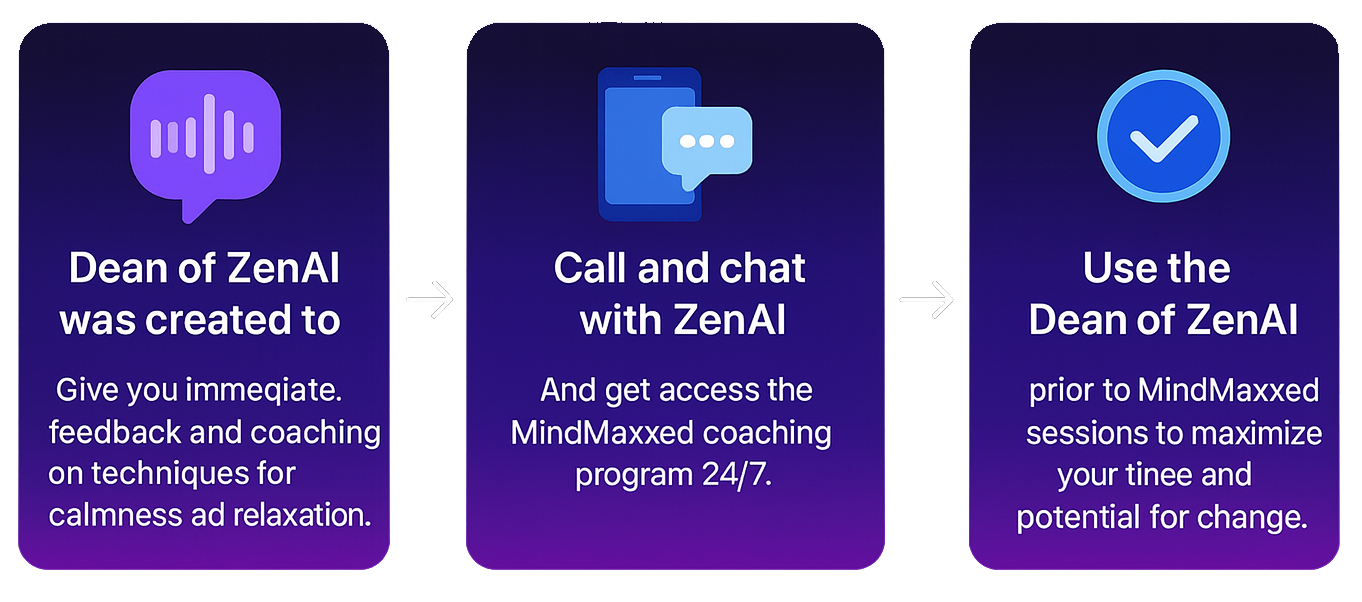 Dean of ZenAI
was created to
Give you immeqiate.
feedback and coaching
on techniques for
calmness ad relaxation.
Call and chat
with ZenAI
And get access the
MindMaxxed coaching
program 24/7.
Use the
Dean of ZenAI
prior to MindMaxxed
sessions to maximize
your tinee and
potential for change.